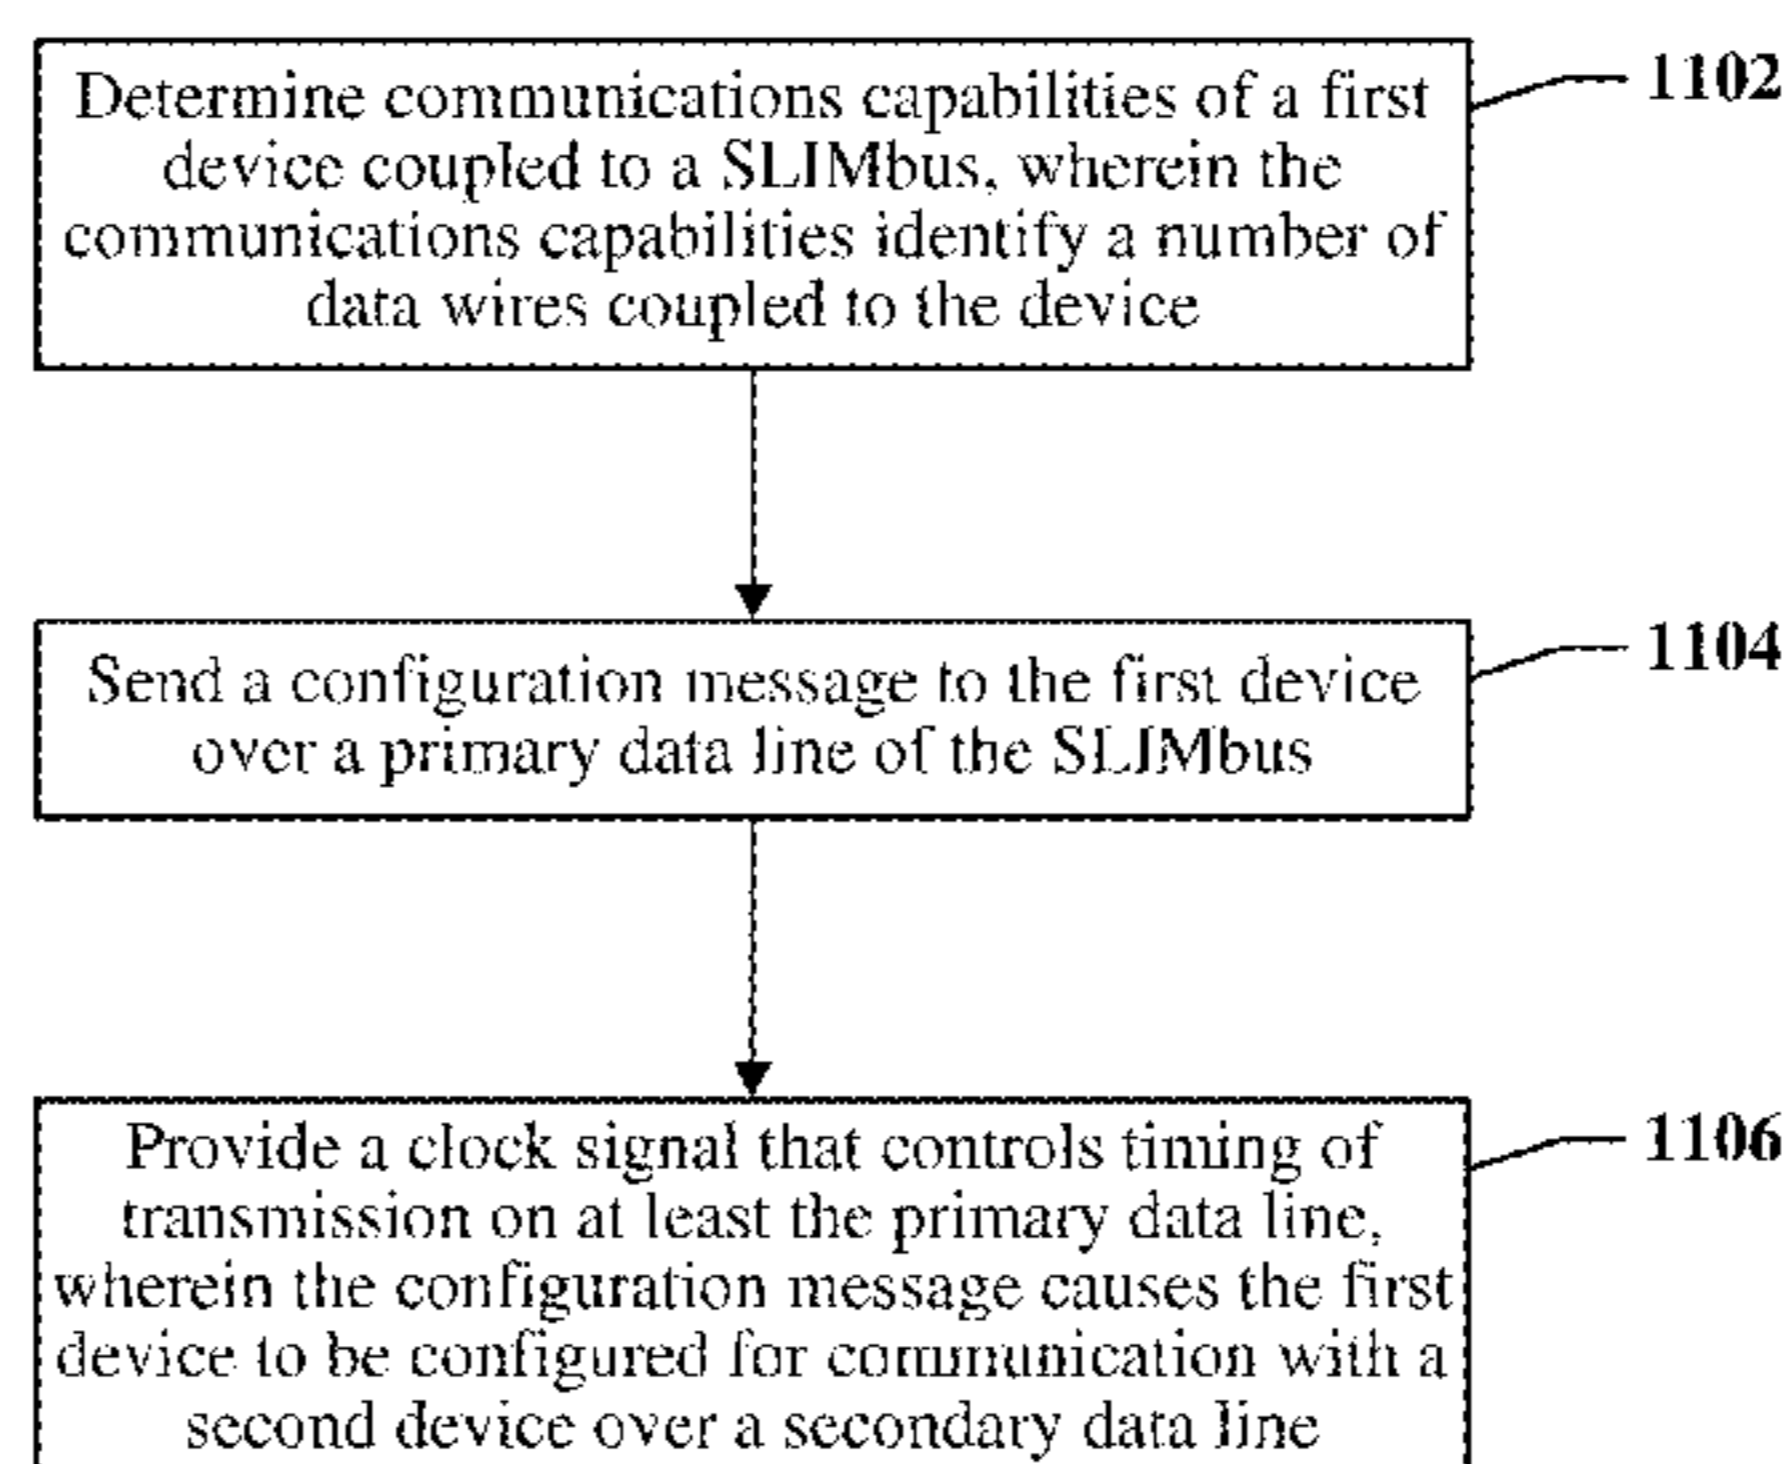 Determine communications capabilities of a first
device coupled to a SLIMbus, wherein the
communications capabilities identify a number of
data wires coupled to the device
1102
Send a configuration message to the first device
over a primary data line of the SLIMbus
1104
Provide a clock signal that controls timing of
transmission on at least the primary data line,
wherein the configuration message causes the first
device to be configured for communication with a
second device over a secondary data line
1106